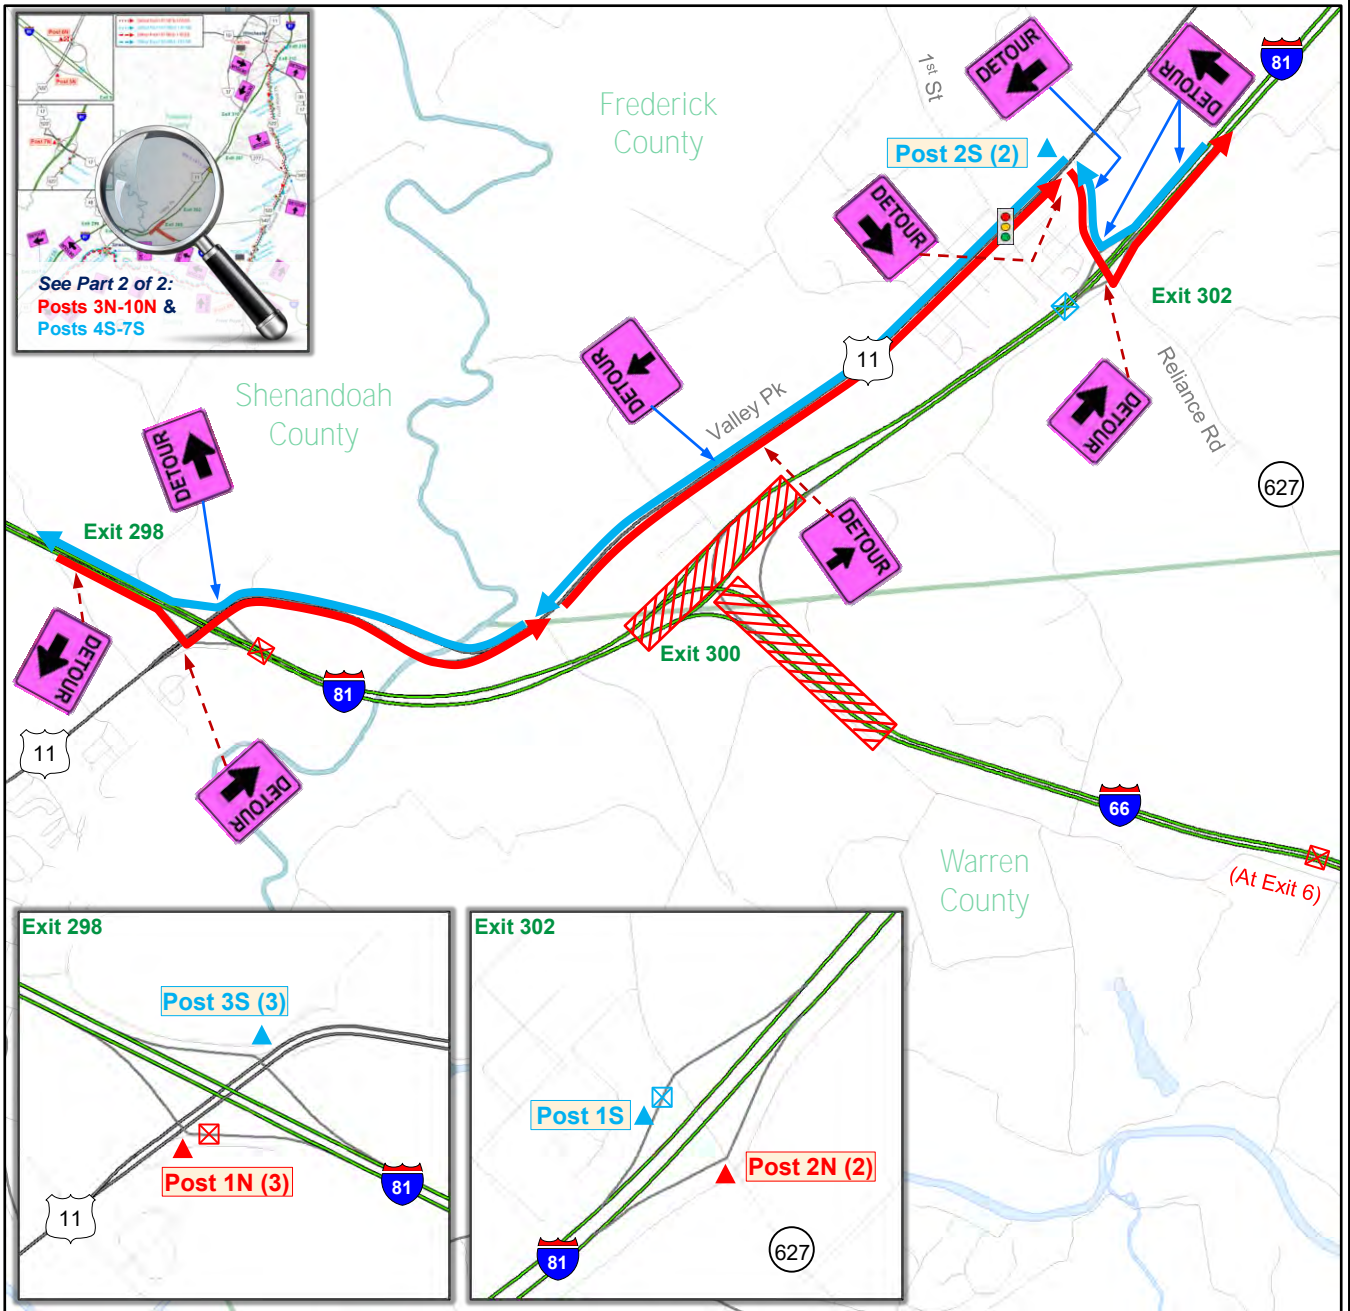 See Part 2 of 2:
Posts 3N-10N &
Posts 4S-7S
Frederick
County
1st St
DETOUR
DETOUR
81
Post 2S (2)
DETOUR
Exit 302
11
DETOUR
Valley Pk
Reliance Rd
DETOUR
Shenandoah
County
DETOUR
627
Exit 298
DETOUR
Exit 300
DETOUR
81
11
DETOUR
66
Warren
County
(At Exit 6)
Exit 298
Post 3S (3)
Post 1N (3)
81
11
Exit 302
Post 1S
Post 2N (2)
81
627